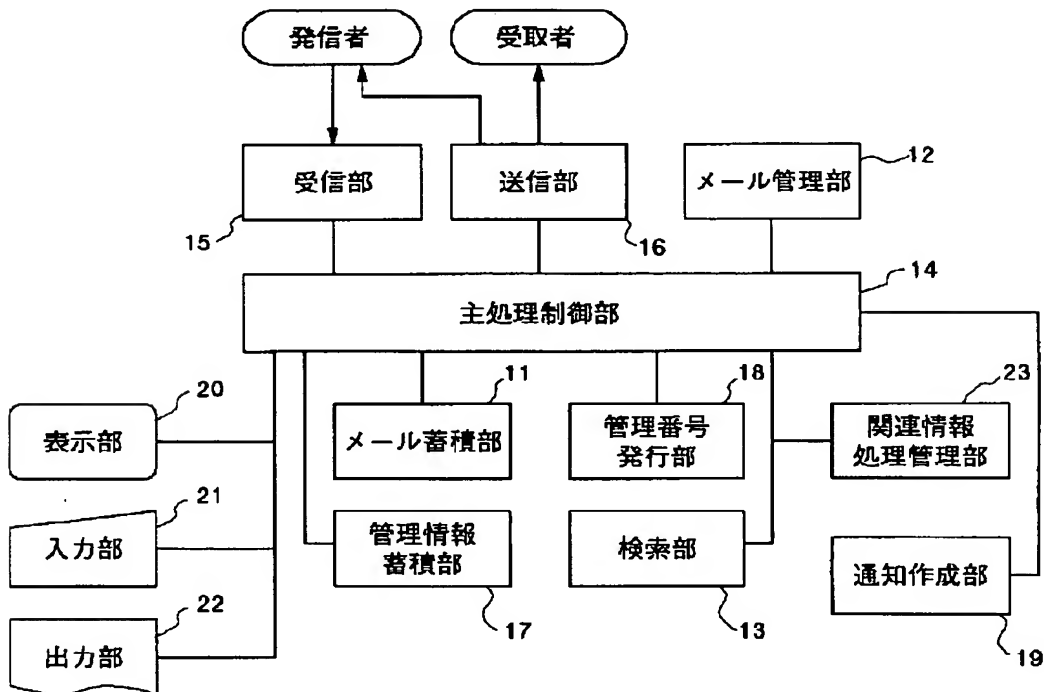 発信者
受取者
受信部
15
送信部
16
メール管理部
12
主処理制御部
14
表示部
20
メール蓄積部
11
管理番号
発行部
18
関連情報
処理管理部
23
入力部
21
管理情報
蓄積部
17
検索部
13
通知作成部
19
出力部
22